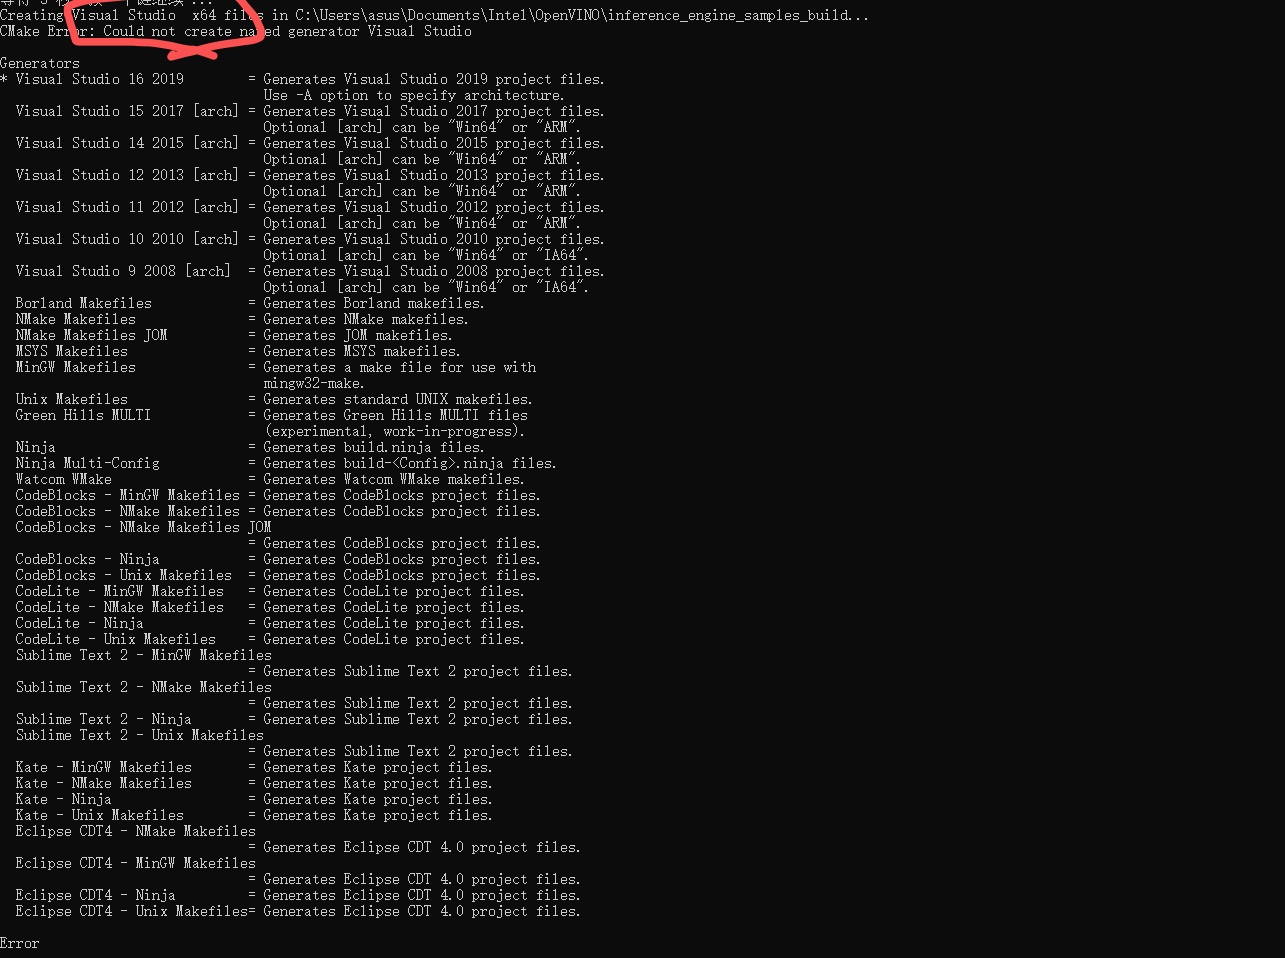 Creating Visual Studio  x64 files in C:\Users\asus\Documents\Intel\OpenVINO\inference_engine_samples_build...
CMake Error: Could not create named generator Visual Studio
Generators
* Visual Studio 16 2019        = Generates Visual Studio 2019 project files.
Use -A option to specify architecture.
Visual Studio 15 2017 [arch] = Generates Visual Studio 2017 project files.
Optional [arch] can be "Win64" or "ARM".
Visual Studio 14 2015 [arch] = Generates Visual Studio 2015 project files.
Optional [arch] can be "Win64" or "ARM".
Visual Studio 12 2013 [arch] = Generates Visual Studio 2013 project files.
Optional [arch] can be "Win64" or "ARM".
Visual Studio 11 2012 [arch] = Generates Visual Studio 2012 project files.
Optional [arch] can be "Win64" or "ARM".
Visual Studio 10 2010 [arch] = Generates Visual Studio 2010 project files.
Optional [arch] can be "Win64" or "IA64".
Visual Studio 9 2008 [arch]  = Generates Visual Studio 2008 project files.
Optional [arch] can be "Win64" or "IA64".
Borland Makefiles            = Generates Borland makefiles.
NMake Makefiles              = Generates NMake makefiles.
NMake Makefiles JOM          = Generates JOM makefiles.
MSYS Makefiles               = Generates MSYS makefiles.
MinGW Makefiles              = Generates a make file for use with
mingw32-make.
Unix Makefiles               = Generates standard UNIX makefiles.
Green Hills MULTI            = Generates Green Hills MULTI files
(experimental, work-in-progress).
Ninja                        = Generates build.ninja files.
Ninja Multi-Config           = Generates build-<Config>.ninja files.
Watcom WMake                 = Generates Watcom WMake makefiles.
CodeBlocks - MinGW Makefiles = Generates CodeBlocks project files.
CodeBlocks - NMake Makefiles = Generates CodeBlocks project files.
CodeBlocks - NMake Makefiles JOM
= Generates CodeBlocks project files.
CodeBlocks - Ninja           = Generates CodeBlocks project files.
CodeBlocks - Unix Makefiles  = Generates CodeBlocks project files.
CodeLite - MinGW Makefiles   = Generates CodeLite project files.
CodeLite - NMake Makefiles   = Generates CodeLite project files.
CodeLite - Ninja             = Generates CodeLite project files.
CodeLite - Unix Makefiles    = Generates CodeLite project files.
Sublime Text 2 - MinGW Makefiles
= Generates Sublime Text 2 project files.
Sublime Text 2 - NMake Makefiles
= Generates Sublime Text 2 project files.
Sublime Text 2 - Ninja       = Generates Sublime Text 2 project files.
Sublime Text 2 - Unix Makefiles
= Generates Sublime Text 2 project files.
Kate - MinGW Makefiles       = Generates Kate project files.
Kate - NMake Makefiles       = Generates Kate project files.
Kate - Ninja                 = Generates Kate project files.
Kate - Unix Makefiles        = Generates Kate project files.
Eclipse CDT4 - NMake Makefiles
= Generates Eclipse CDT 4.0 project files.
Eclipse CDT4 - MinGW Makefiles
= Generates Eclipse CDT 4.0 project files.
Eclipse CDT4 - Ninja         = Generates Eclipse CDT 4.0 project files.
Eclipse CDT4 - Unix Makefiles= Generates Eclipse CDT 4.0 project files.
Error